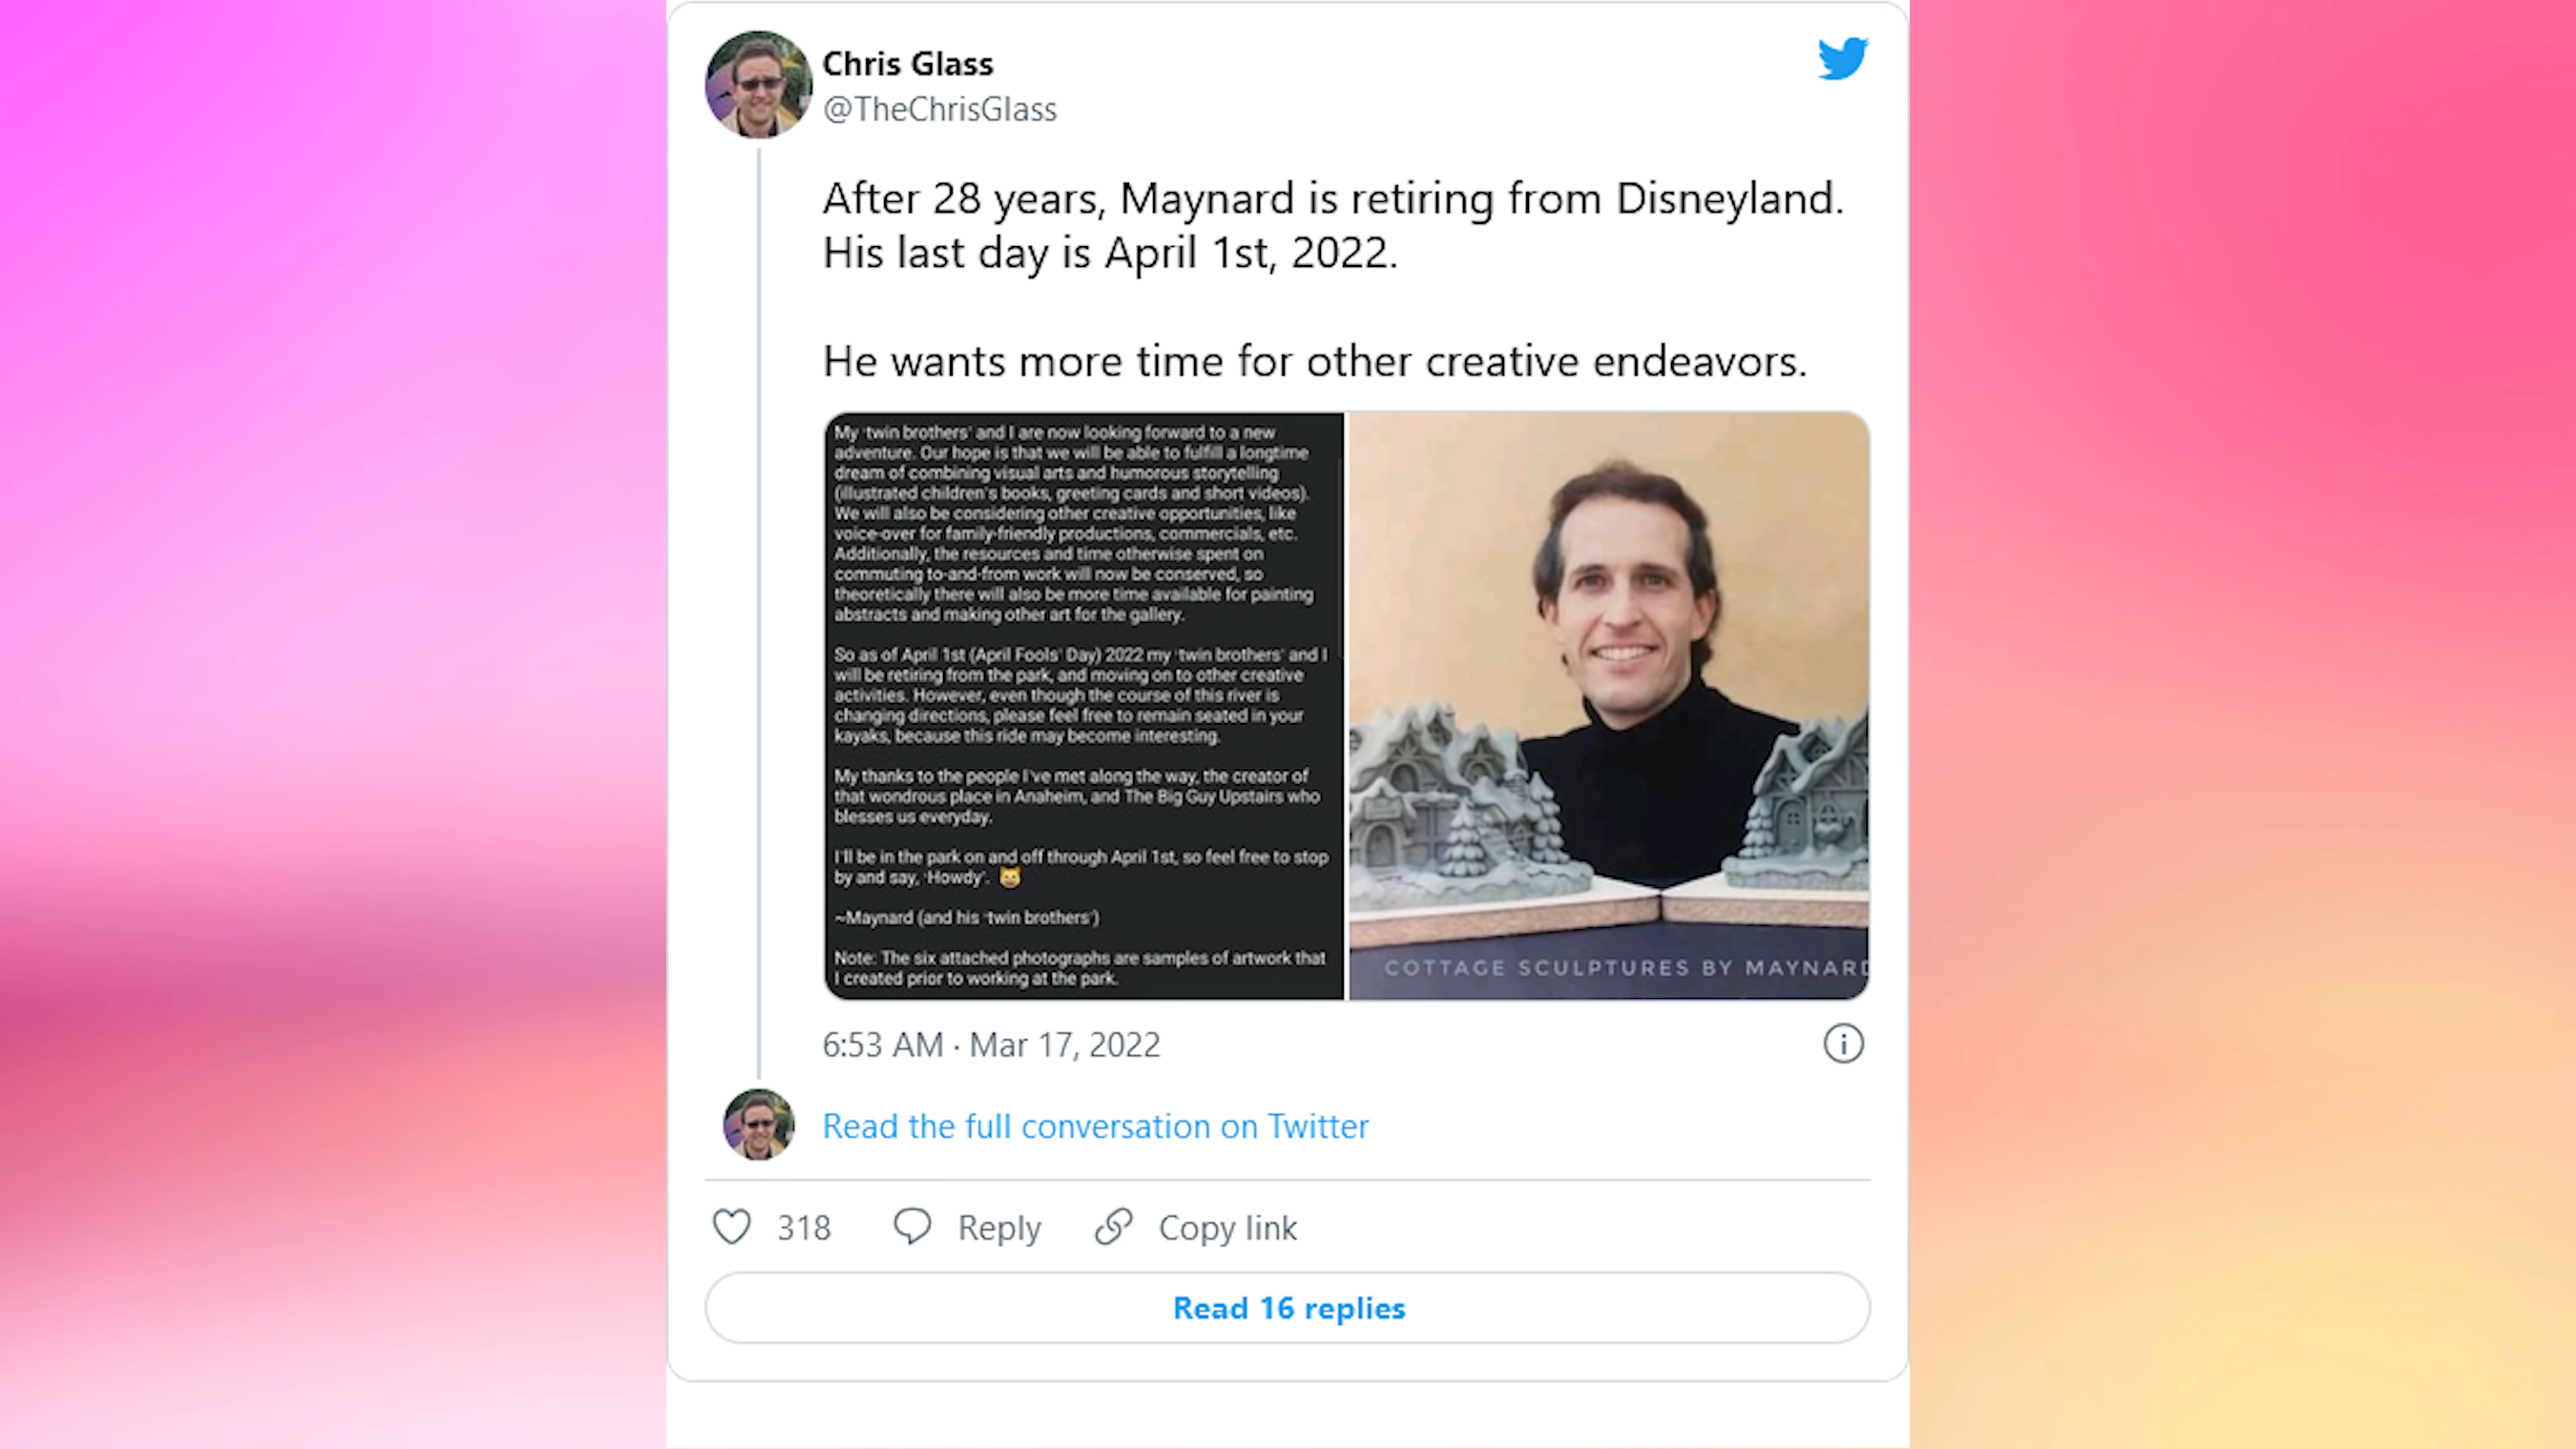 Chris Glass
@TheChrisGlass
After 28 years, Maynard is retiring from Disneyland.
His last day is April 1st, 2022.
He wants more time for other creative endeavors.
My 'twin brothers' and I are now looking forward to a new
adventure. Our hope is that we will be able to fulfill a longtime
dream of combining visual arts and humorous storytelling
(illustrated children's books, greeting cards and short videos).
We will also be considering other creative opportunities, like
voice-over for family-friendly productions, commercials, etc.
Additionally, the resources and time otherwise spent on
commuting to-and-from work will now be conserved, so
theoretically there will also be more time available for painting
abstracts and making other art for the gallery.
So as of April 1st (April Fools' Day) 2022 my 'twin brothers' and I
will be retiring from the park, and moving on to other creative
activities. However, even though the course of this river is
changing directions, please feel free to remain seated in your
kayaks, because this ride may become interesting.
My thanks to the people I've met along the way, the creator of
that wondrous place in Anaheim, and The Big Guy Upstairs who
blesses us everyday.
I'll be in the park on and off through April 1st, so feel free to stop
by and say, 'Howdy'. 😺
~Maynard (and his 'twin brothers')
Note: The six attached photographs are samples of artwork that
I created prior to working at the park.
COTTAGE SCULPTURES BY MAYNARD
6:53 AM · Mar 17, 2022
Read the full conversation on Twitter
318
Reply
Copy link
Read 16 replies